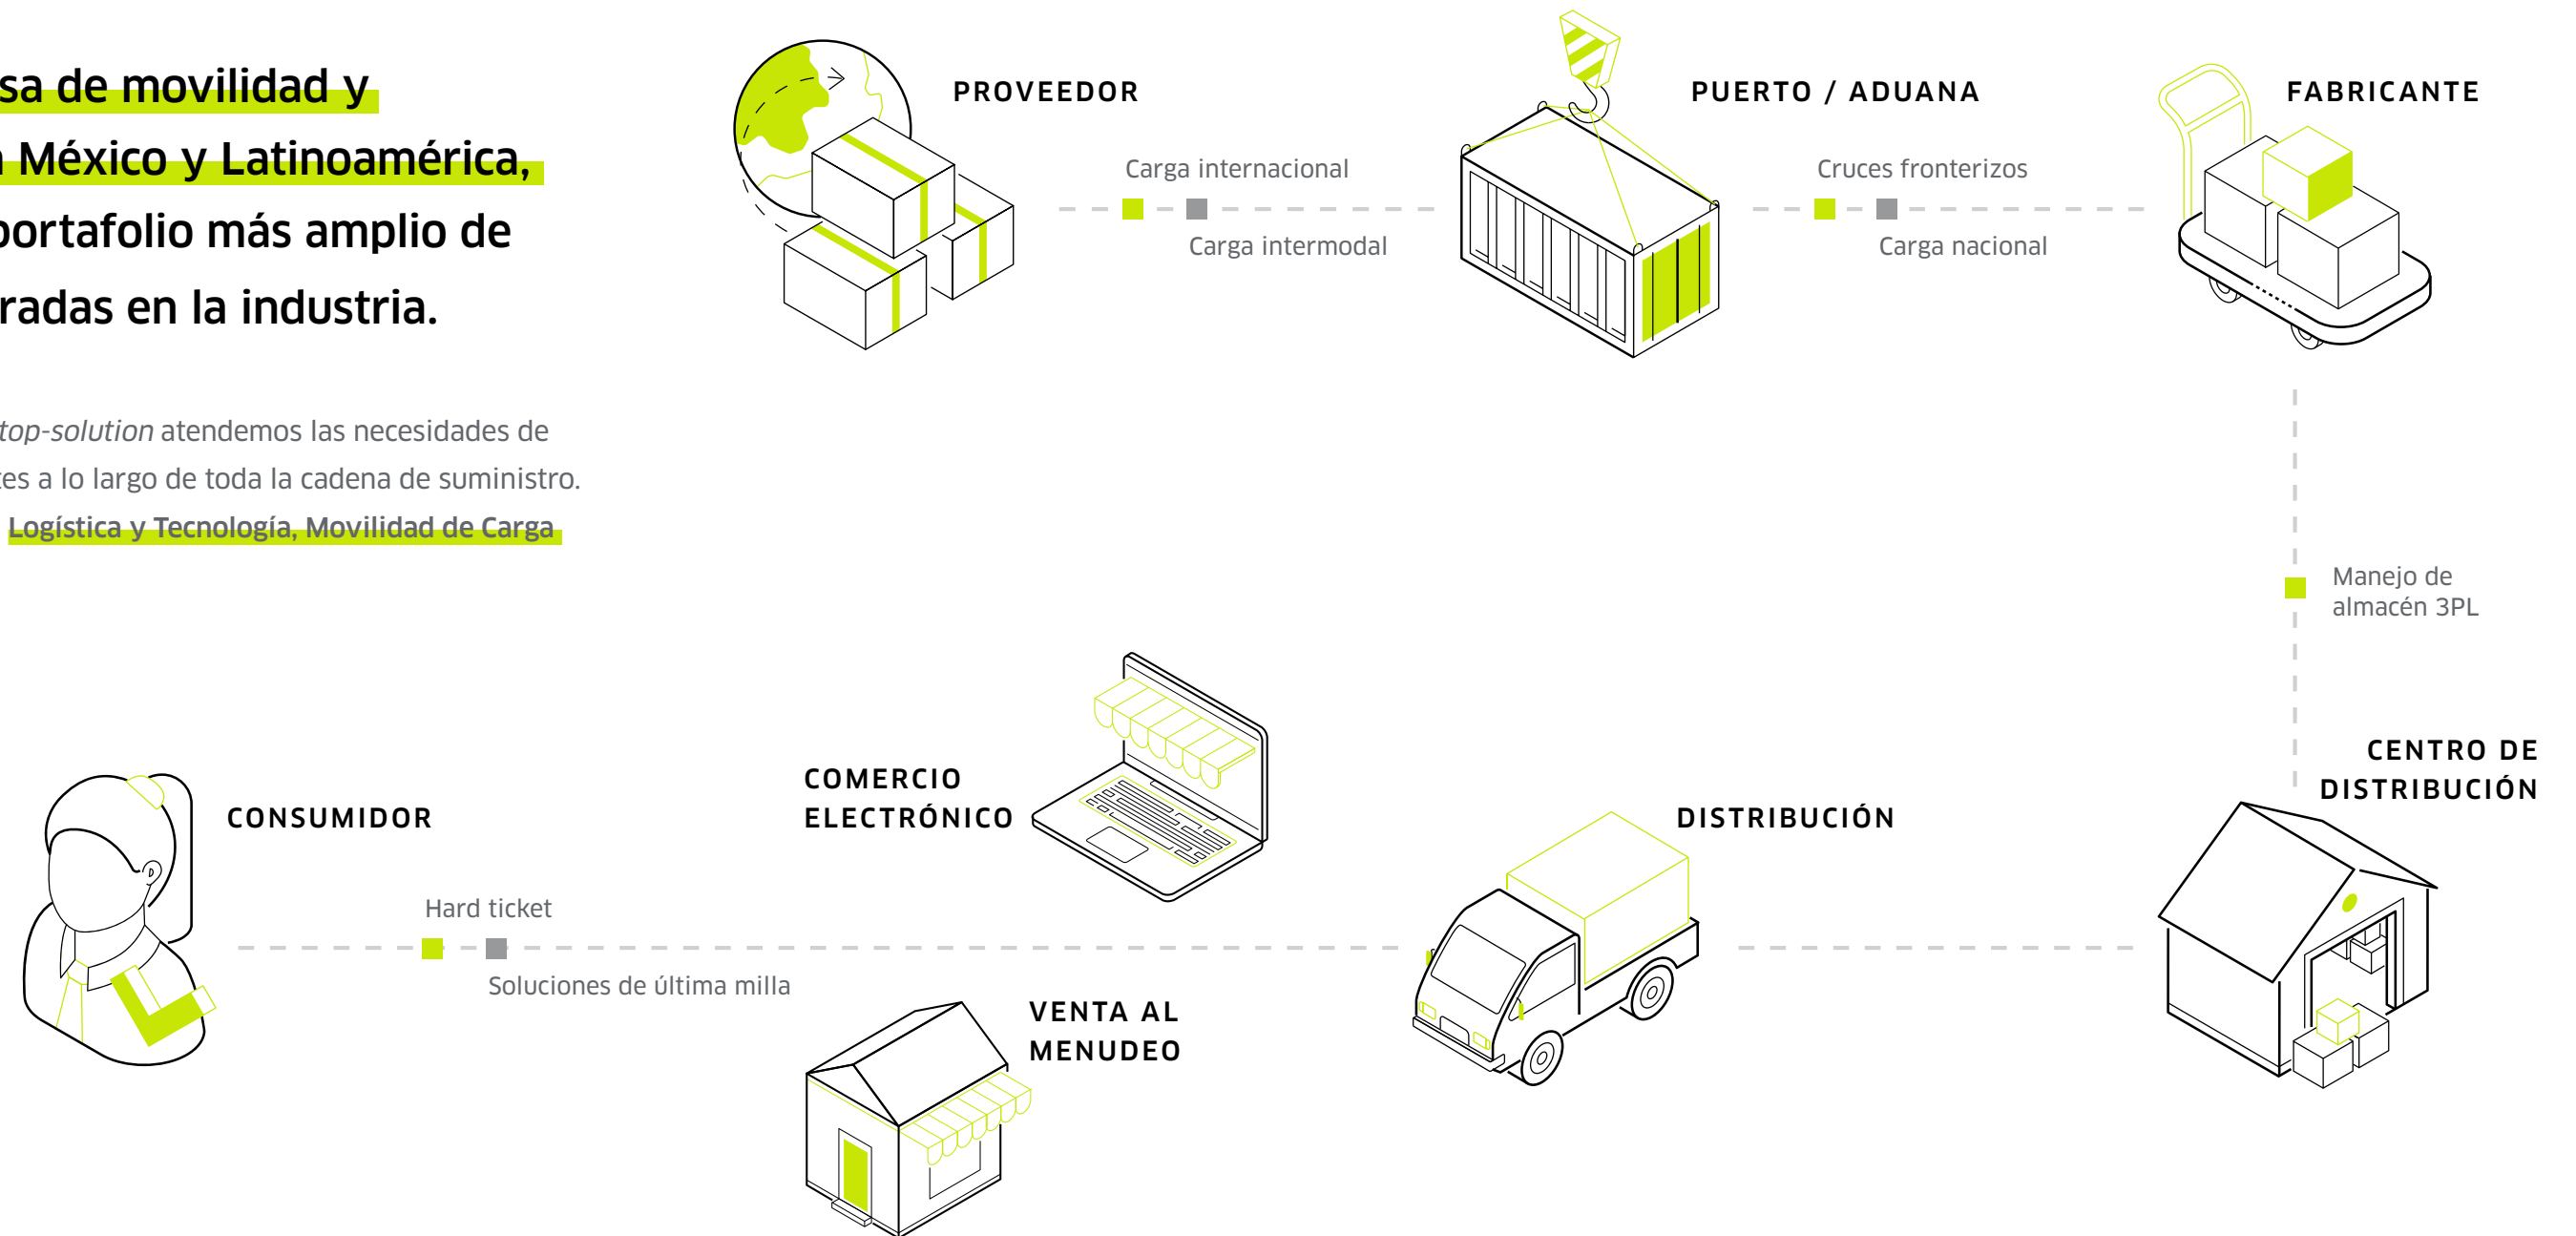 sa de movilidad y
México y Latinoamérica,
portafolio más amplio de
radas en la industria.
top-solution atendemos las necesidades de
es a lo largo de toda la cadena de suministro.
Logística y Tecnología, Movilidad de Carga
PROVEEDOR
Carga internacional
Carga intermodal
PUERTO / ADUANA
Cruces fronterizos
Carga nacional
FABRICANTE
Manejo de
almacén 3PL
CENTRO DE
DISTRIBUCIÓN
DISTRIBUCIÓN
COMERCIO
ELECTRÓNICO
VENTA AL
MENUDEO
Hard ticket
Soluciones de última milla
CONSUMIDOR